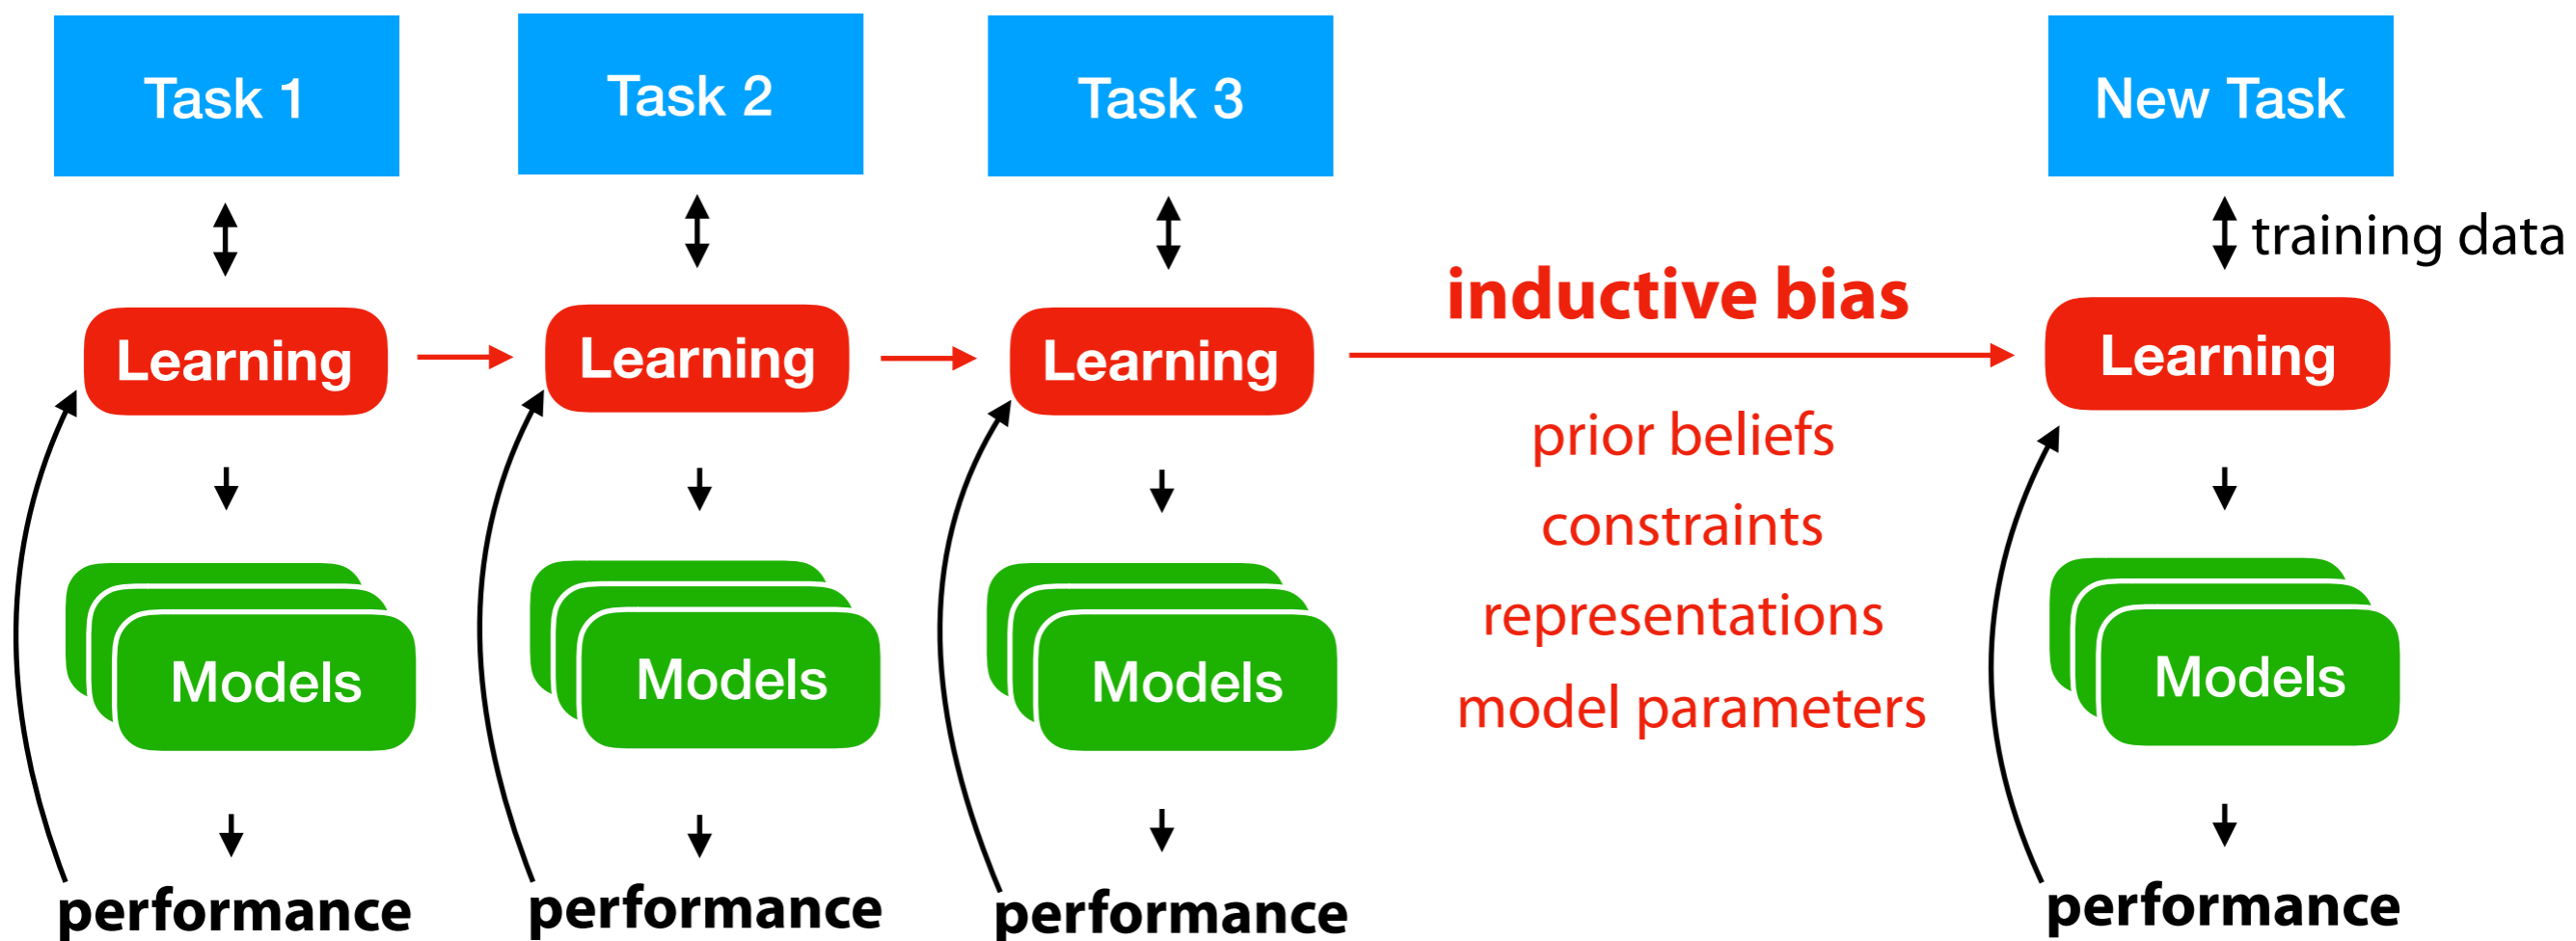 Task 1
Task 2
Task 3
New Task
training data
inductive bias
Learning
Learning
Learning
Learning
prior beliefs
constraints
representations
model parameters
Models
Models
Models
Models
performance
performance
performance
performance